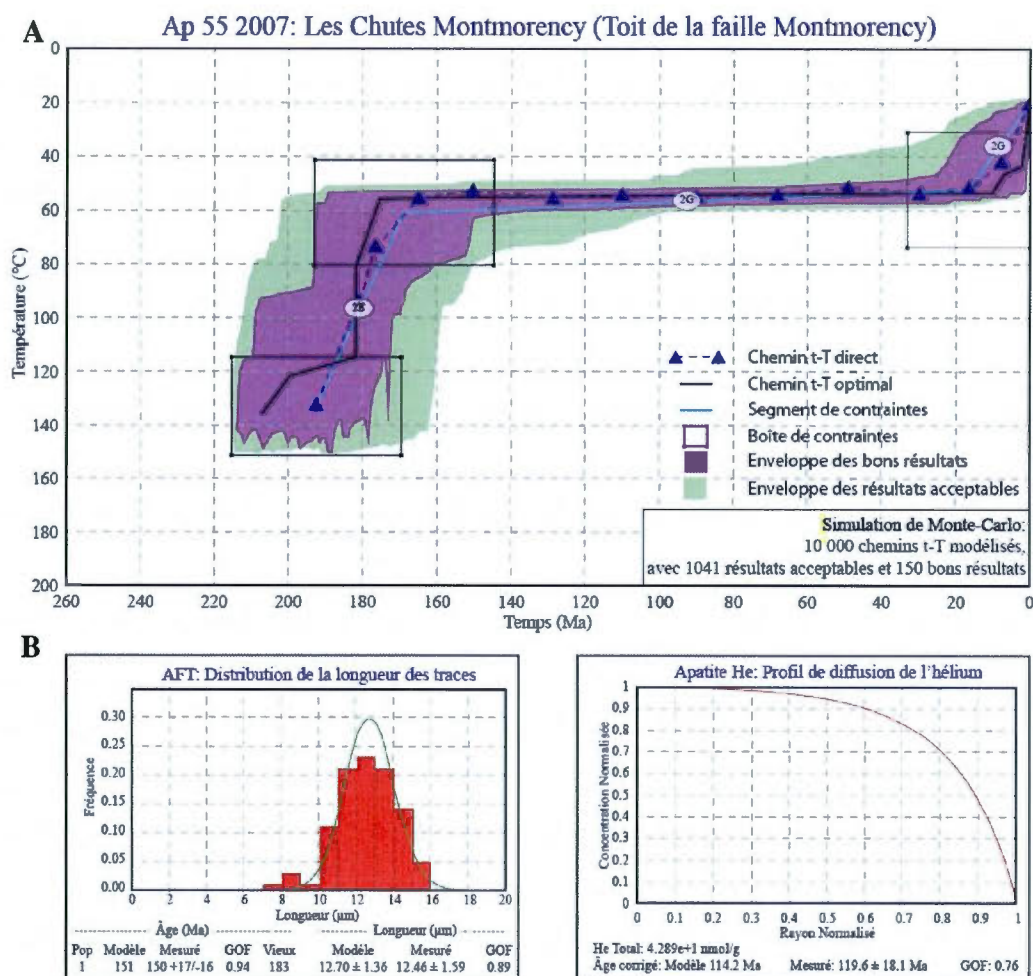 A
Ap 55 2007: Les Chutes Montmorency (Toit de la faille Montmorency)
0
20
40
60
80
100
120
140
160
180
200
Température (°C)
2G
2G
Chemin t-T direct
Chemin t-T optimal
Segment de contraintes
Boîte de contraintes
Enveloppe des bons résultats
Enveloppe des résultats acceptables
Simulation de Monte-Carlo:
10 000 chemins t-T modélisés,
avec 1041 résultats acceptables et 150 bons résultats
260 240 220 200 180 160 140 120 100 80 60 40 20 0
Temps (Ma)
B
AFT: Distribution de la longueur des traces
0.30
0.25
0.20
0.15
0.10
0.05
0.00
Fréquence
0 2 4 6 8 10 12 14 16 18 20
Longueur (µm)
Âge (Ma) Longueur (µm)
Pop Modèle Mesuré GOF Vieux Modèle Mesuré GOF
1 151 150 +17/-16 0.94 183 12.70 ± 1.36 12.46 ± 1.59 0.89
Apatite He: Profil de diffusion de l'hélium
1
0.9
0.8
0.7
0.6
0.5
0.4
0.3
0.2
0.1
0
Concentration Normalisée
0 0.1 0.2 0.3 0.4 0.5 0.6 0.7 0.8 0.9 1
Rayon Normalisé
He Total: 4.289e+1 nmol/g
Âge corrigé: Modèle 114.2 Ma Mesuré: 119.6 ± 18.1 Ma GOF: 0.76